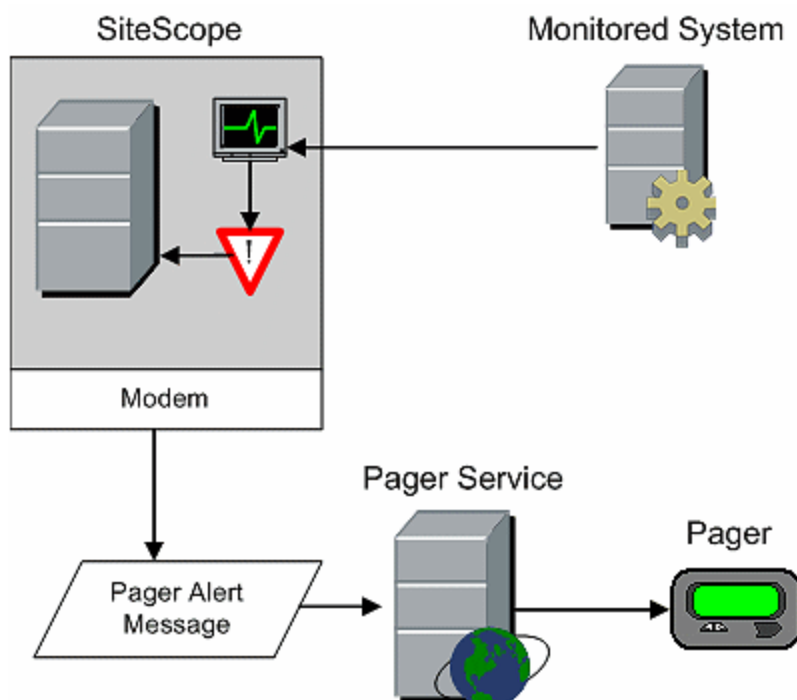 SiteScope
Monitored System
!
Modem
Pager Service
Pager
Pager Alert
Message